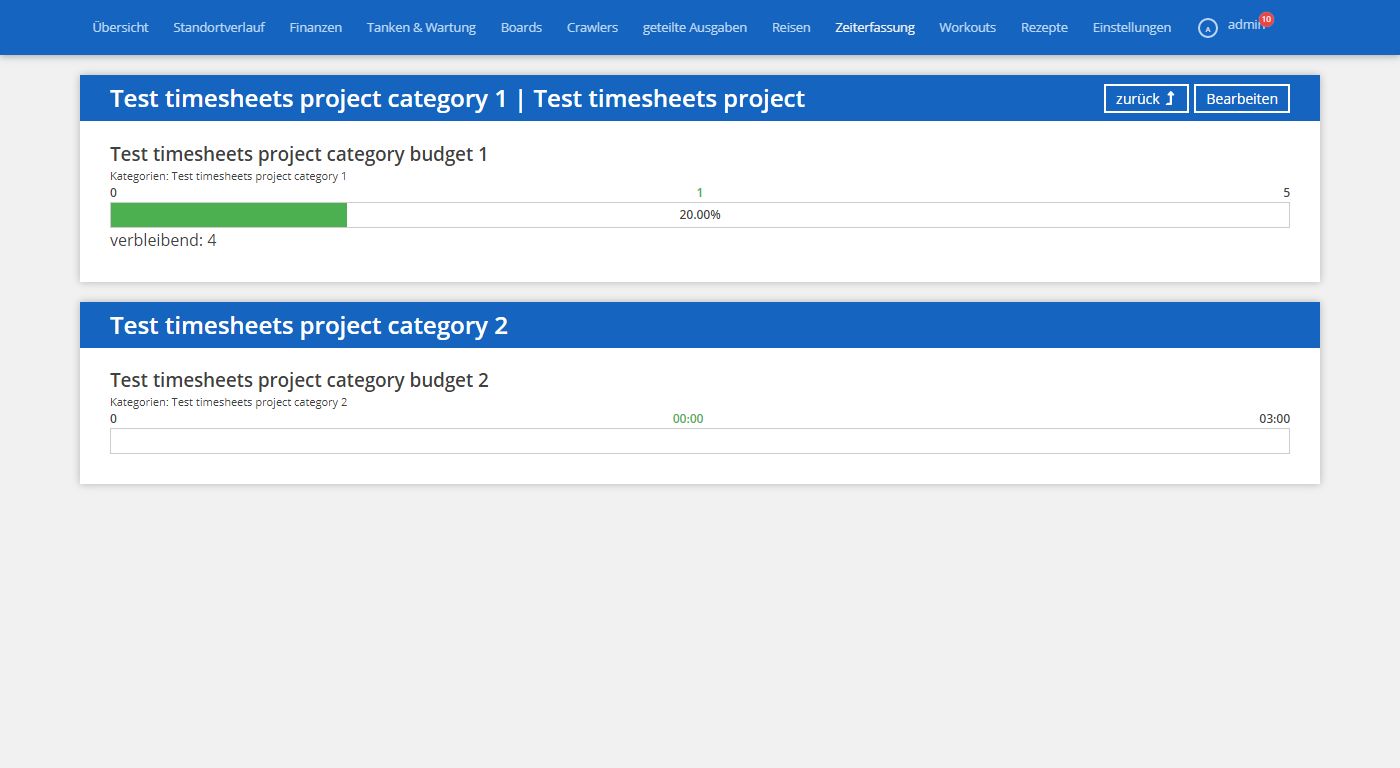 Übersicht Standortverlauf Finanzen Tanken & Wartung Boards Crawlers geteilte Ausgaben Reisen Zeiterfassung Workouts Rezepte Einstellungen A admin 10
Test timesheets project category 1 | Test timesheets project zurück Bearbeiten
Test timesheets project category budget 1
Kategorien: Test timesheets project category 1
0 1 5
20.00%
verbleibend: 4
Test timesheets project category 2
Test timesheets project category budget 2
Kategorien: Test timesheets project category 2
0 00:00 03:00